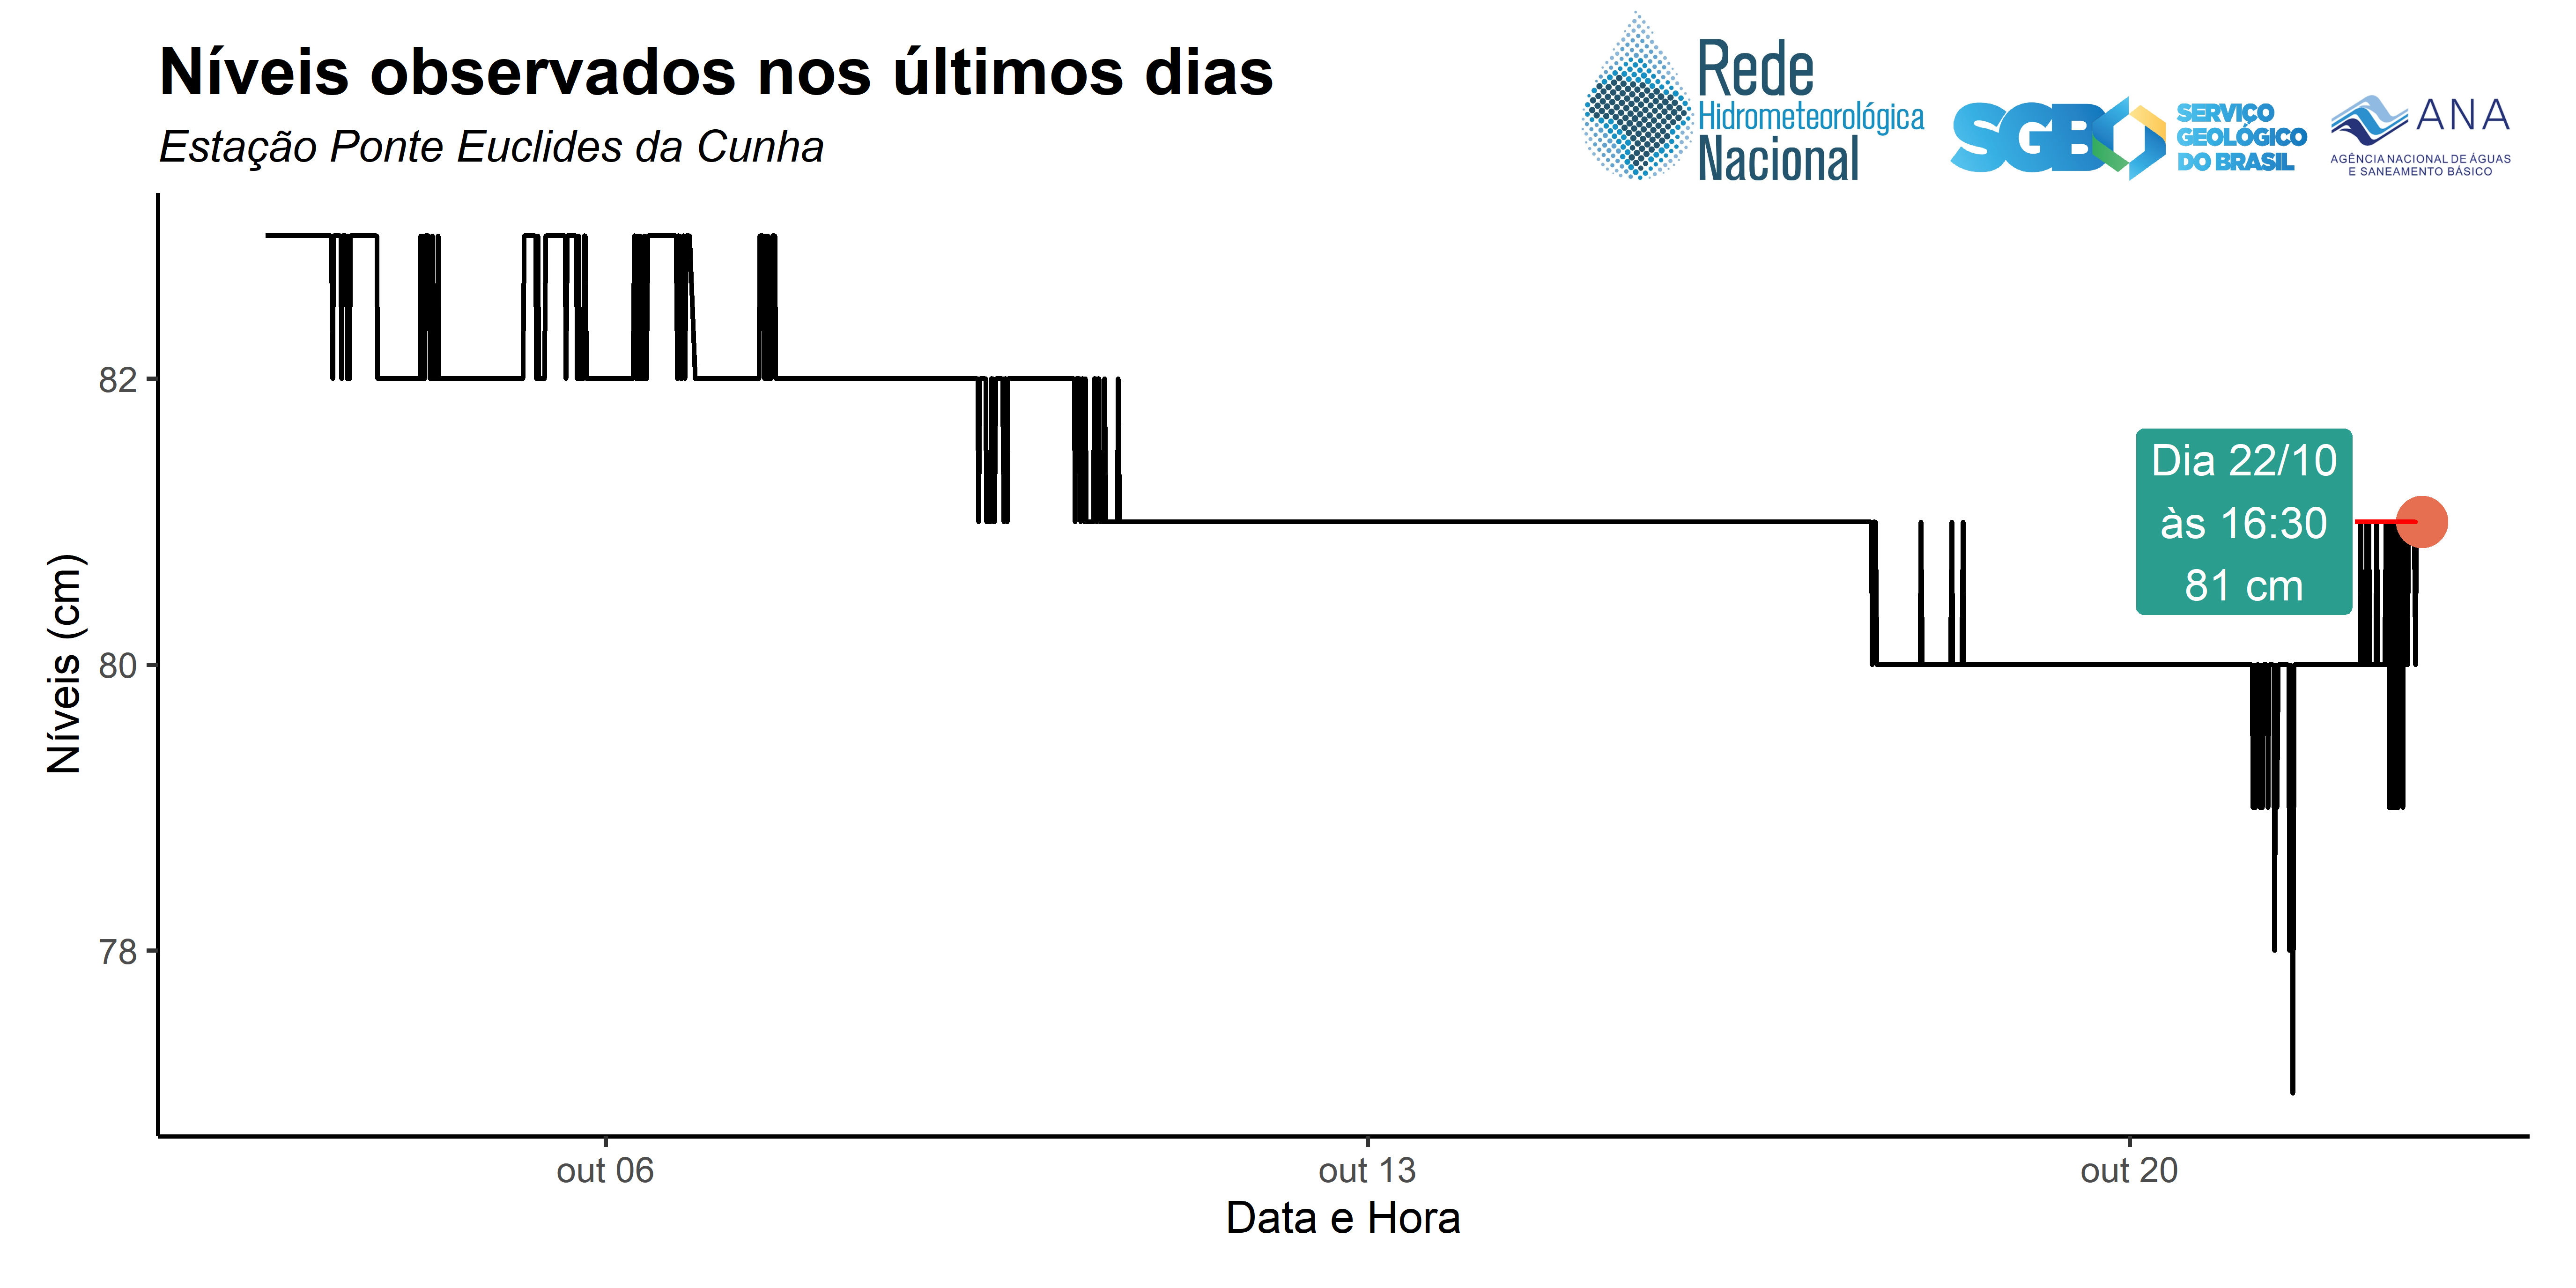 Níveis observados nos últimos dias
Estação Ponte Euclides da Cunha
Rede
Hidrometeorológica
Nacional
SGB
SERVIÇO
GEOLÓGICO
DO BRASIL
ANA
AGÊNCIA NACIONAL DE ÁGUAS
E SANEAMENTO BÁSICO
Níveis (cm)
82
80
78
Dia 22/10
às 16:30
81 cm
out 06
out 13
out 20
Data e Hora